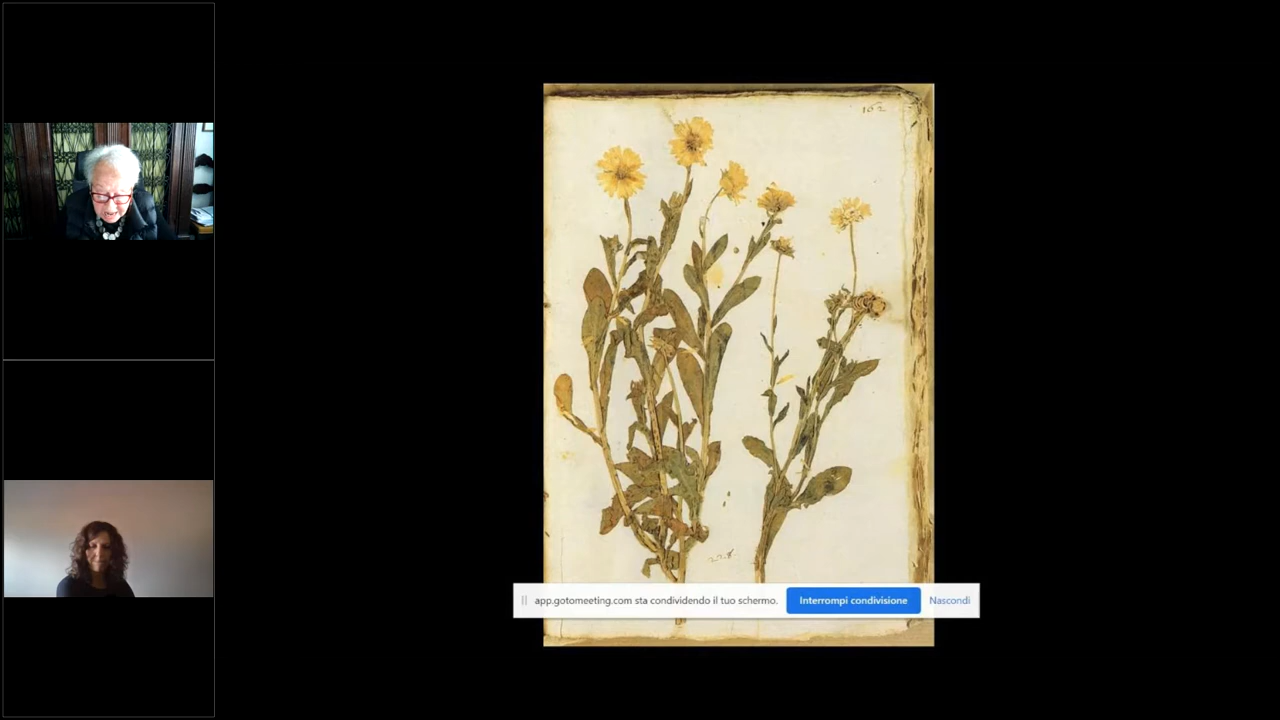 162
app.gotomeeting.com sta condividendo il tuo schermo.
Interrompi condivisione
Nascondi